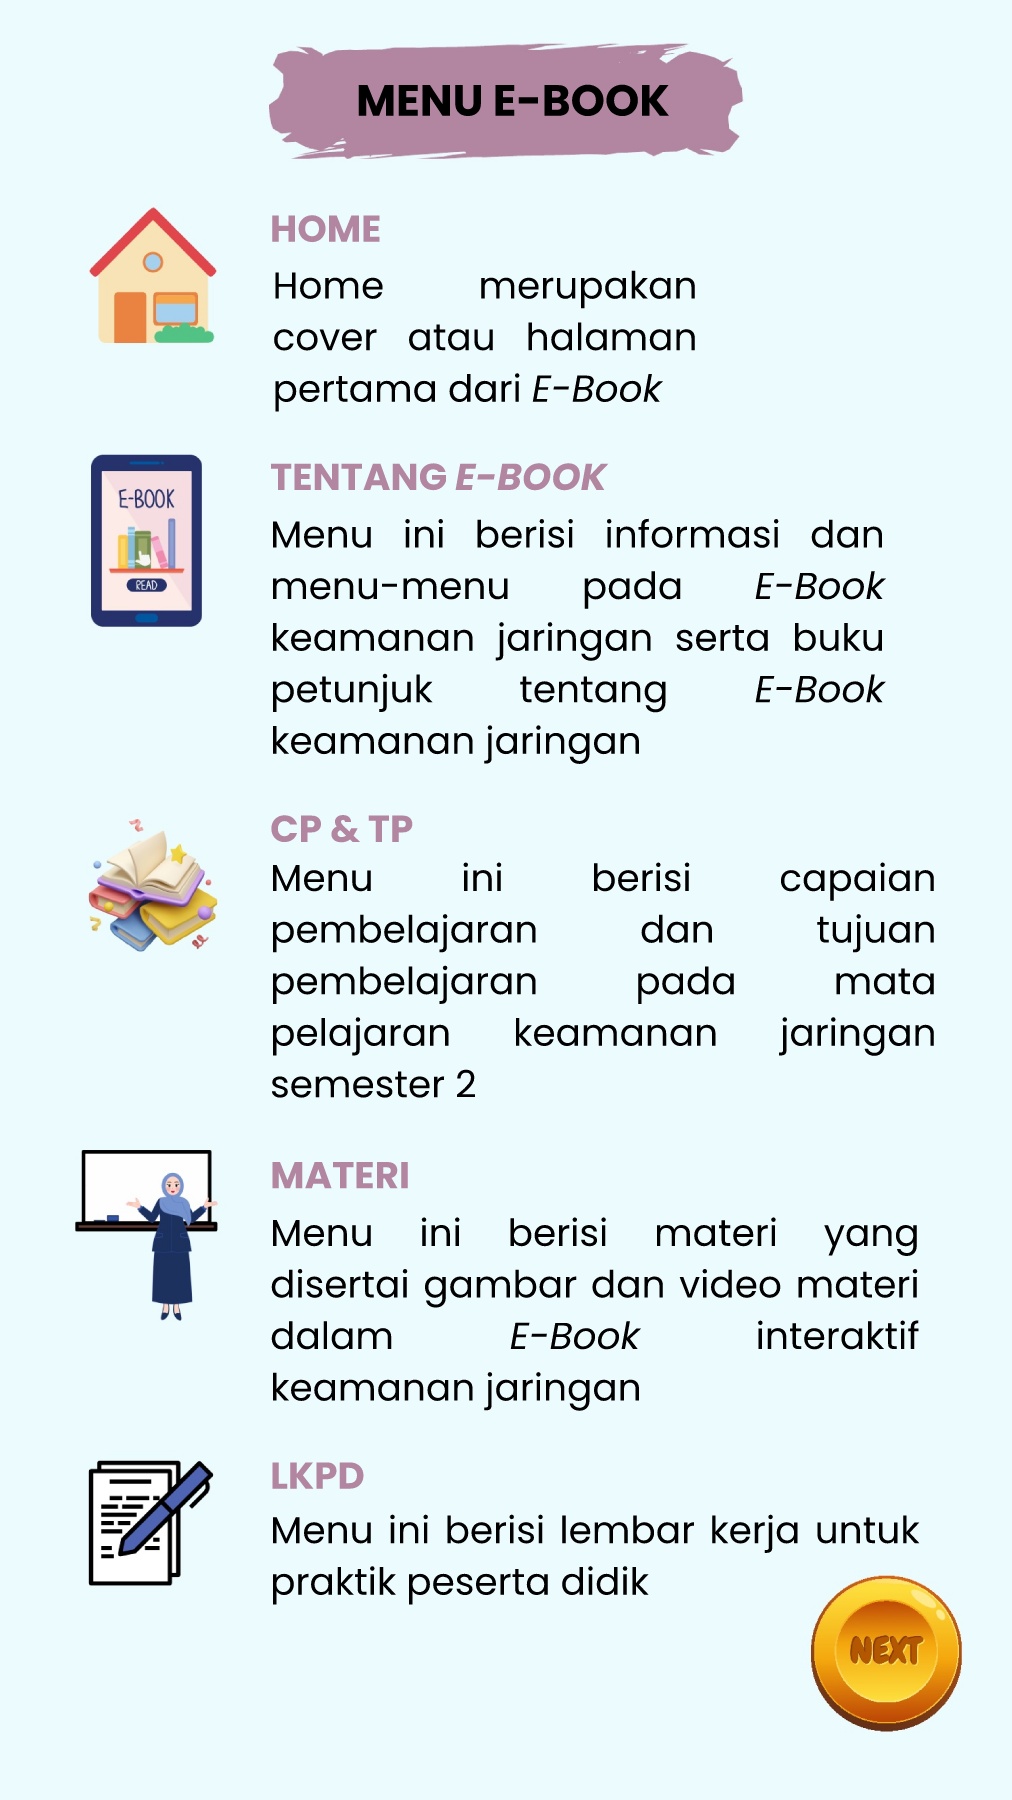 MENU E-BOOK
HOME
Home merupakan
cover atau halaman
pertama dari E-Book
E-BOOK
READ
TENTANG E-BOOK
Menu ini berisi informasi dan
menu-menu pada E-Book
keamanan jaringan serta buku
petunjuk tentang E-Book
keamanan jaringan
CP & TP
Menu ini berisi capaian
pembelajaran dan tujuan
pembelajaran pada mata
pelajaran keamanan jaringan
semester 2
MATERI
Menu ini berisi materi yang
disertai gambar dan video materi
dalam E-Book interaktif
keamanan jaringan
LKPD
Menu ini berisi lembar kerja untuk
praktik peserta didik
NEXT